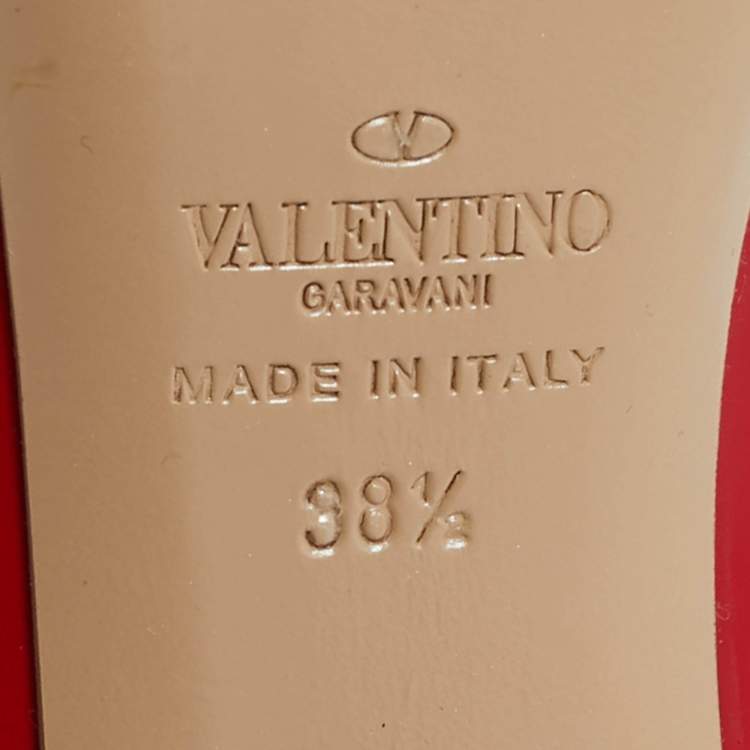 V
VALENTINO
GARAVANI
MADE IN ITALY
38½